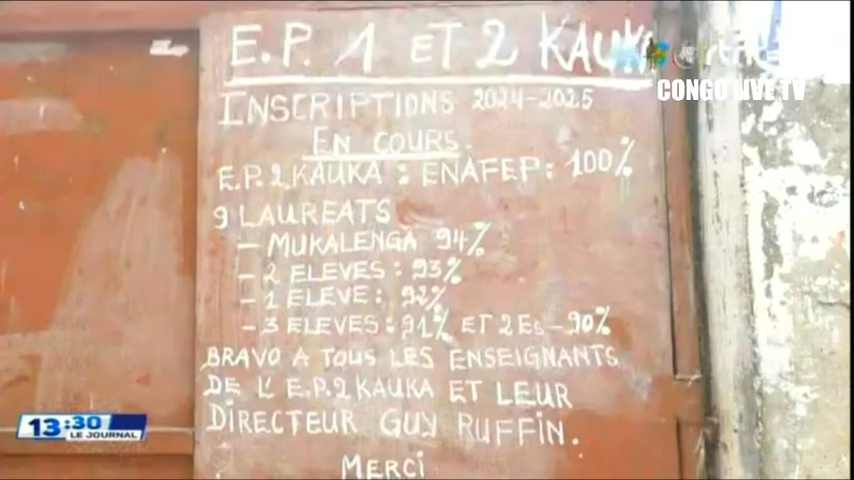 E.P. 1 ET 2 KAUKA
CONGO LIVE TV
INSCRIPTIONS 2024-2025
EN COURS.
E.P. 2 KAUKA : ENAFEP : 100%
9 LAUREATS
- MUKALENGA 94%
- 2 ELEVES : 93%
- 1 ELEVE : 92%
- 3 ELEVES : 91% ET 2 Es - 90%
BRAVO A TOUS LES ENSEIGNANTS
DE L' E.P. 2 KAUKA ET LEUR
DIRECTEUR GUY RUFFIN.
MERCI
13:30
LE JOURNAL